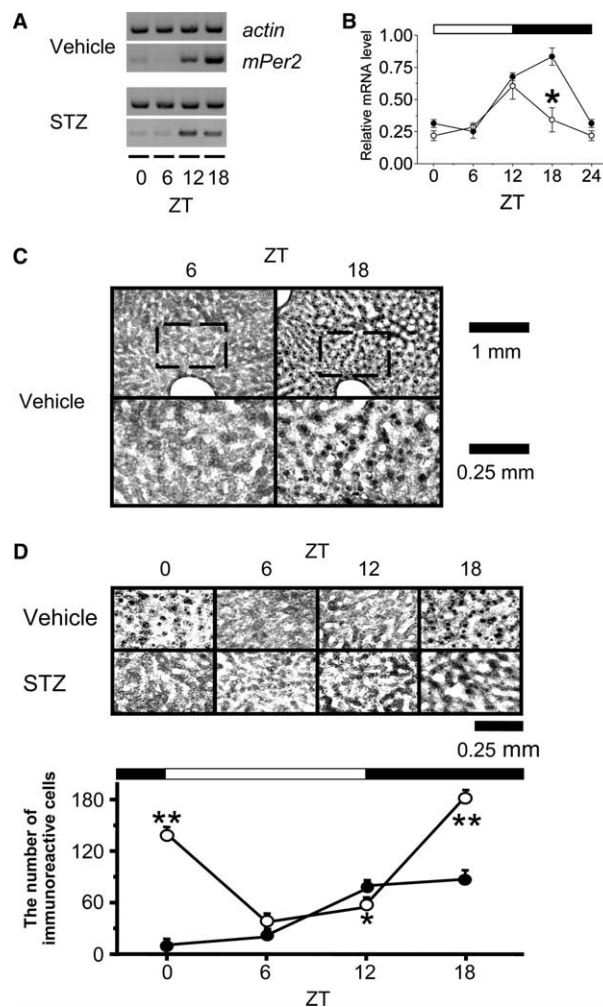 A
Vehicle
actin
mPer2
STZ
0 6 12 18
ZT
B
Relative mRNA level
1.00
0.75
0.50
0.25
0.00
*
0 6 12 18 24
ZT
C
ZT
6 18
Vehicle
1 mm
0.25 mm
D
ZT
0 6 12 18
Vehicle
STZ
0.25 mm
The number of
immunoreactive cells
180
120
60
0
**
*
**
0 6 12 18
ZT